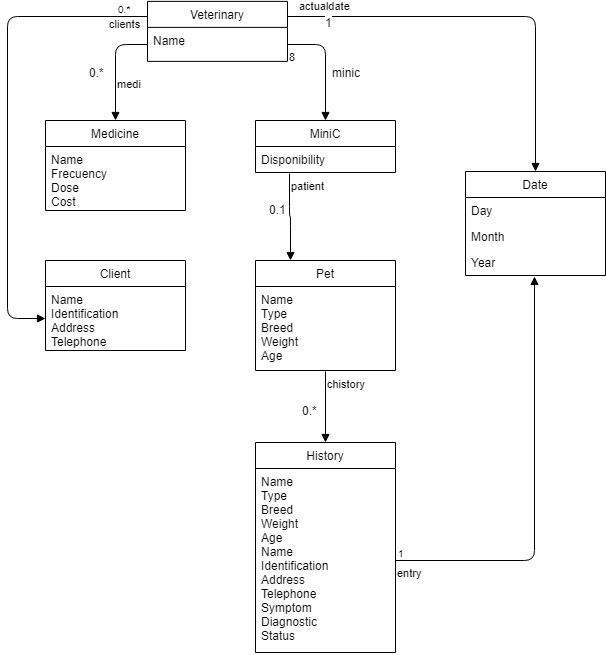 0.*
clients
Veterinary
actualdate
1
Name
8
minic
0.*
medi
Medicine
Name
Frecuency
Dose
Cost
MiniC
Disponibility
patient
0.1
Date
Day
Month
Year
Client
Name
Identification
Address
Telephone
Pet
Name
Type
Breed
Weight
Age
chistory
0.*
History
Name
Type
Breed
Weight
Age
Name
Identification
Address
Telephone
Symptom
Diagnostic
Status
1
entry